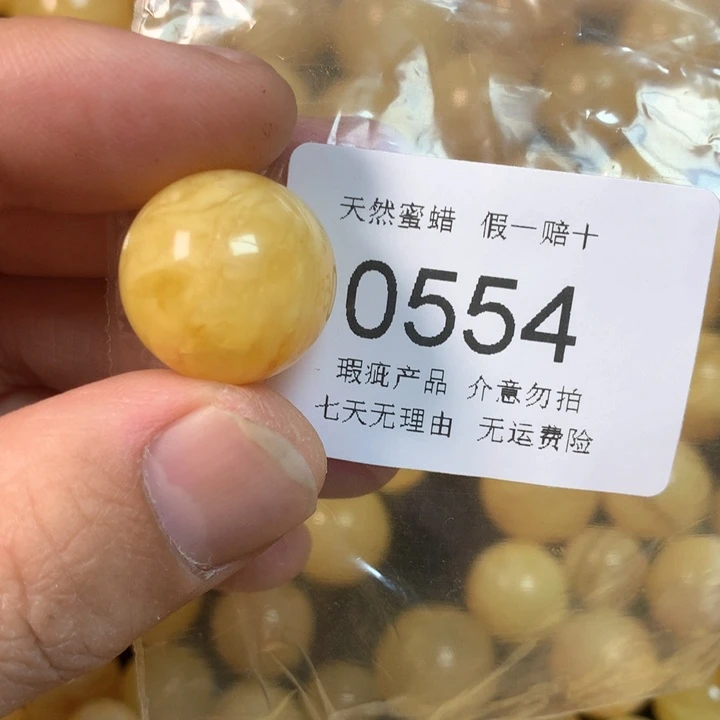 天然蜜蜡 假一赔十
0554
瑕疵产品 介意勿拍
七天无理由 无运费险